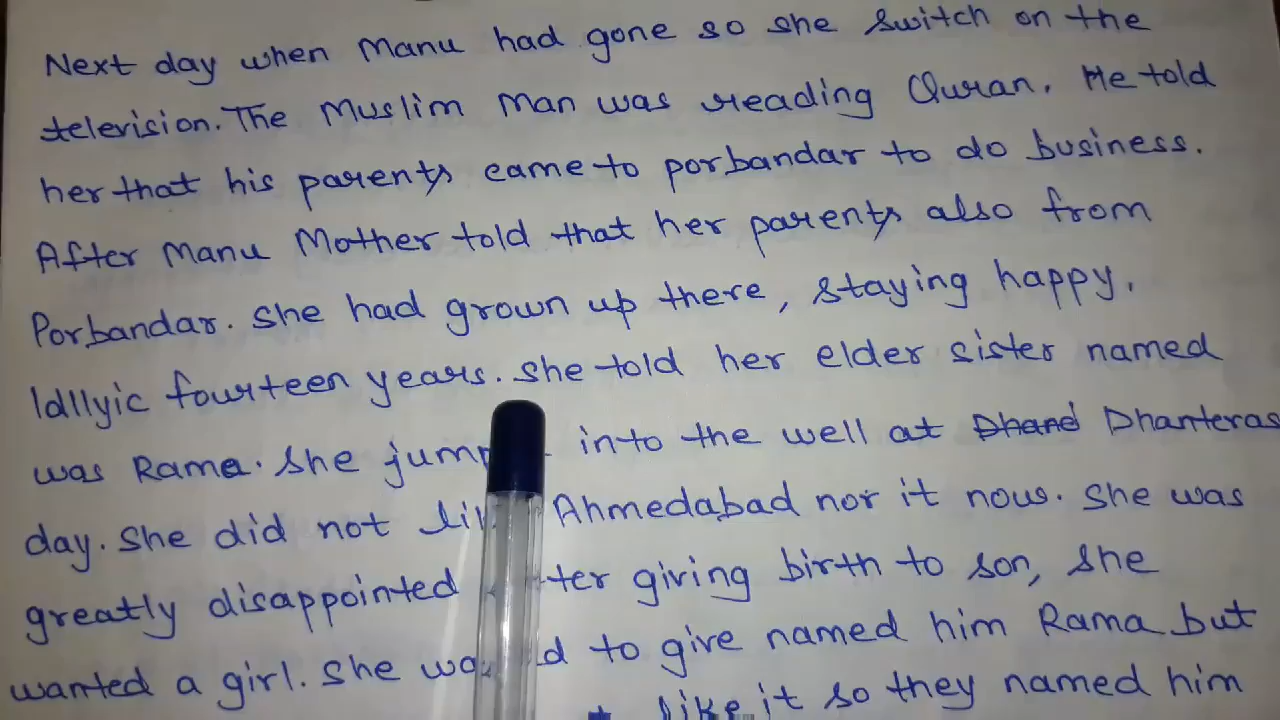 Next day when Manu had gone so she switch on the
television. The Muslim Man was reading Quran. He told
her that his parents came to porbandar to do business.
After Manu Mother told that her parents also from
Porbandar. She had grown up there, staying happy.
Idllyic fourteen years. She told her elder sister named
was Rama. She into the well at Dhand Dhanteras
day. She did not Ahmedabad nor it now. She was
greatly disappointed giving birth to son, she
wanted a girl. She to give named him Rama but
like it so they named him